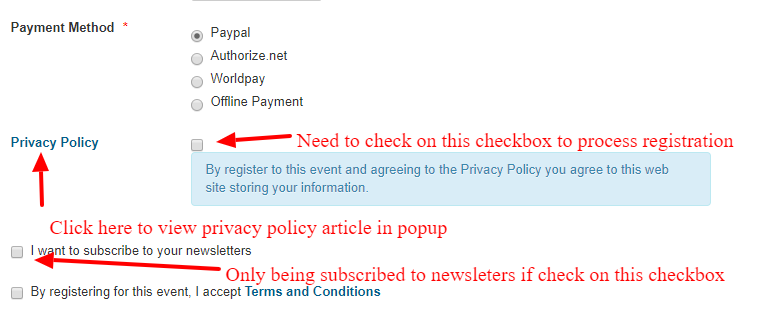 Payment Method *
Paypal
Authorize.net
Worldpay
Offline Payment
Privacy Policy
Need to check on this checkbox to process registration
By register to this event and agreeing to the Privacy Policy you agree to this web
site storing your information.
Click here to view privacy policy article in popup
I want to subscribe to your newsletters
Only being subscribed to newsleters if check on this checkbox
By registering for this event, I accept Terms and Conditions